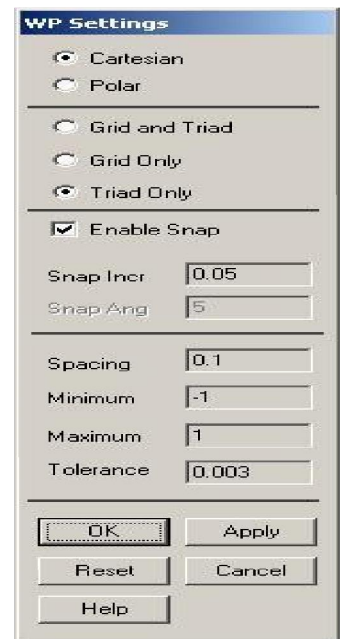 WP Settings
Cartesian
Polar
Grid and Triad
Grid Only
Triad Only
Enable Snap
Snap Incr 0.05
Snap Ang 5
Spacing 0.1
Minimum -1
Maximum 1
Tolerance 0.003
OK Apply
Reset Cancel
Help